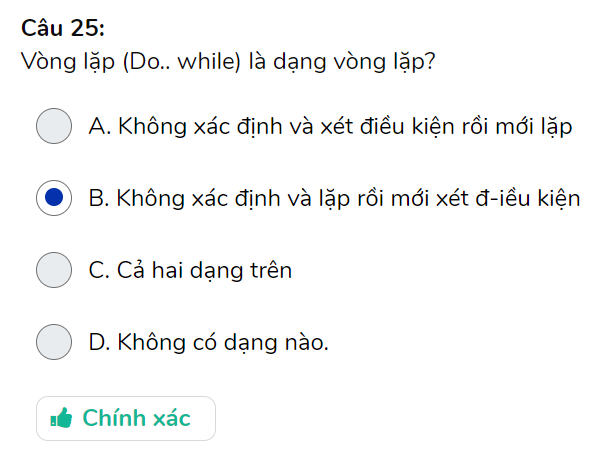 Câu 25:
Vòng lặp (Do.. while) là dạng vòng lặp?
A. Không xác định và xét điều kiện rồi mới lặp
B. Không xác định và lặp rồi mới xét đ-iều kiện
C. Cả hai dạng trên
D. Không có dạng nào.
Chính xác